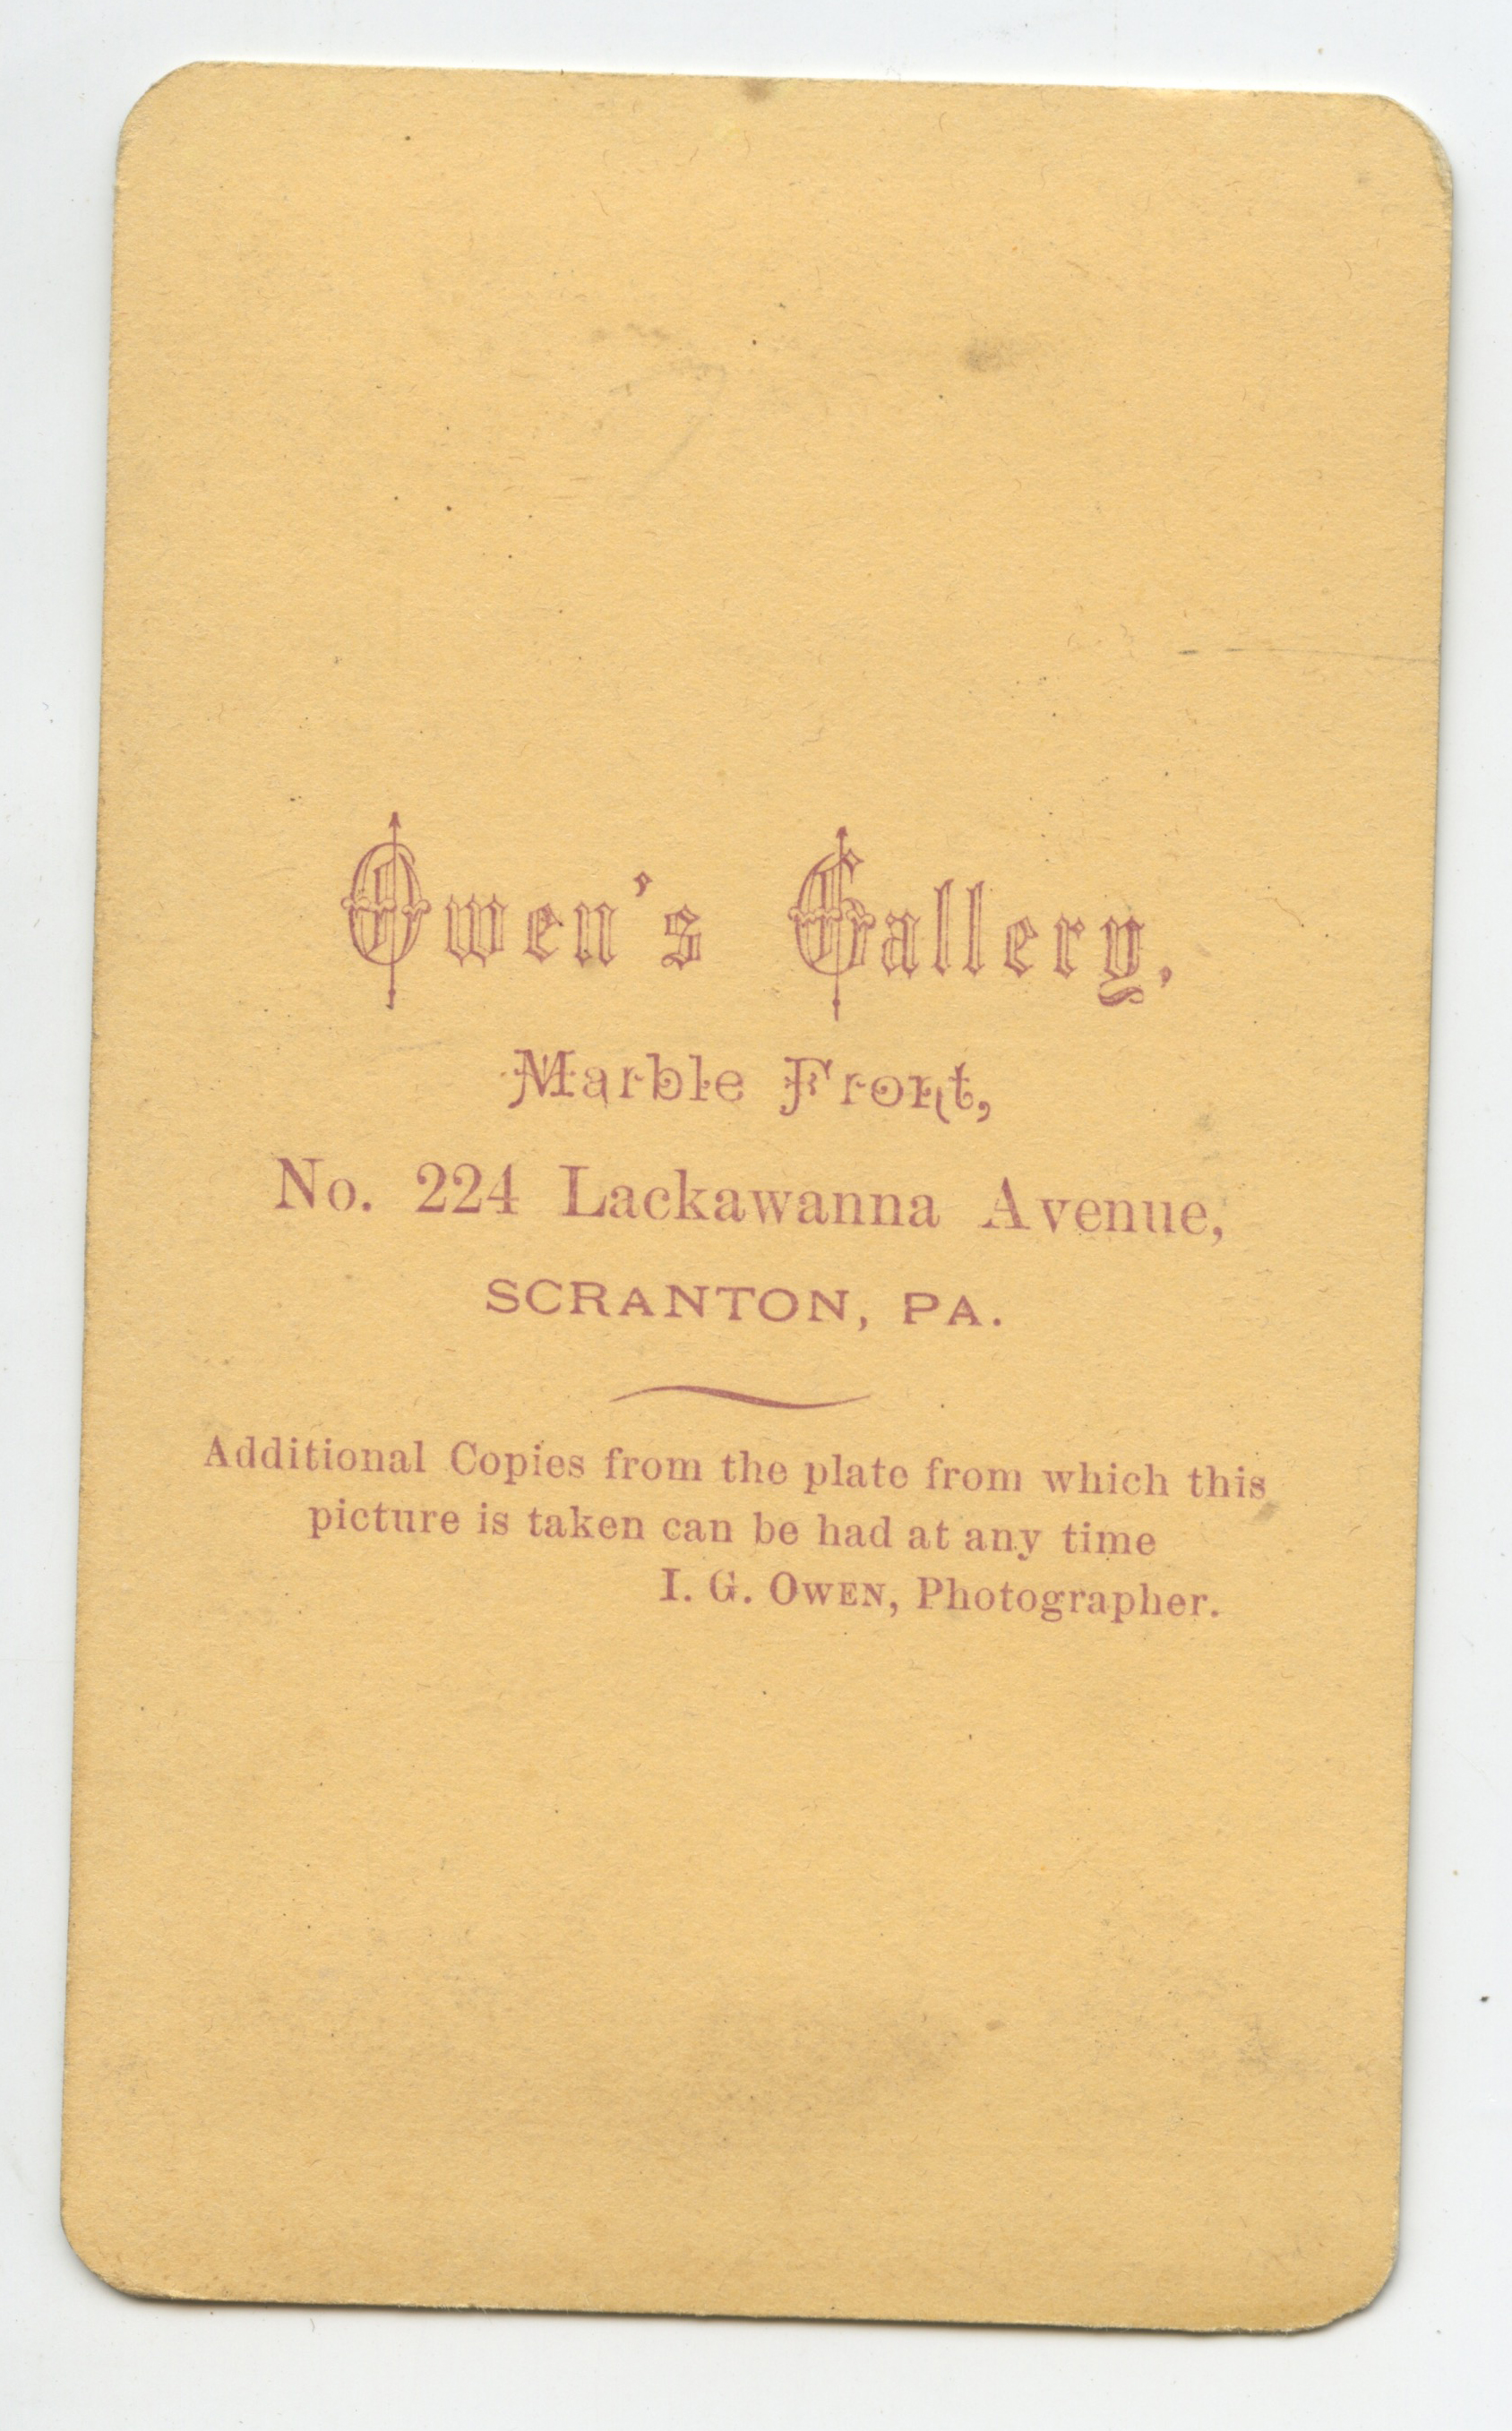 Owen's Gallery,
Marble Front,
No. 224 Lackawanna Avenue,
SCRANTON, PA.
Additional Copies from the plate from which this
picture is taken can be had at any time
I. G. OWEN, Photographer.